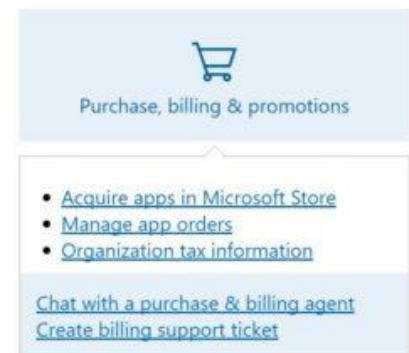 Purchase, billing & promotions
Acquire apps in Microsoft Store
Manage app orders
Organization tax information
Chat with a purchase & billing agent
Create billing support ticket